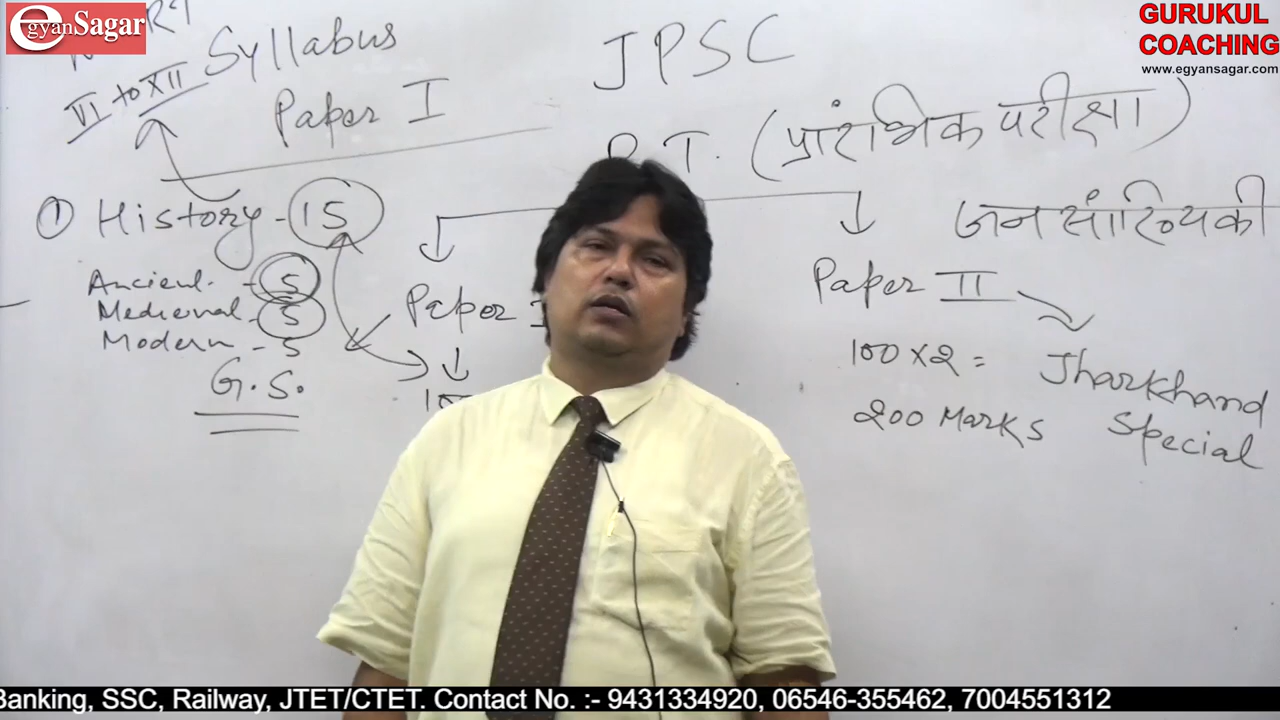 egyanSagar
GURUKUL
COACHING
www.egyansagar.com
VI to XII
Syllabus
Paper I
① History - 15
Ancient - 5
Medieval - 5
Modern - 5
G.S.
JPSC
P.T. (प्रारंभिक परीक्षा)
जन सांख्यिकी
Paper I
Paper II
100 x 2 =
200 Marks
Jharkhand
Special
Banking, SSC, Railway, JTET/CTET. Contact No. :- 9431334920, 06546-355462, 7004551312